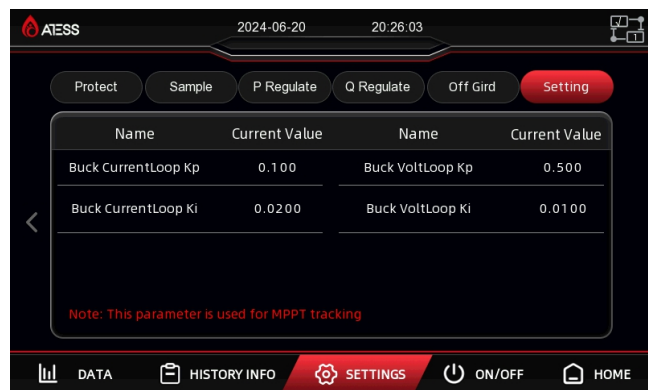 ATESS 2024-06-20 20:26:03
1
Protect Sample P Regulate Q Regulate Off Gird Setting
Name Current Value Name Current Value
Buck CurrentLoop Kp 0.100 Buck VoltLoop Kp 0.500
Buck CurrentLoop Ki 0.0200 Buck VoltLoop Ki 0.0100
Note: This parameter is used for MPPT tracking
DATA HISTORY INFO SETTINGS ON/OFF HOME